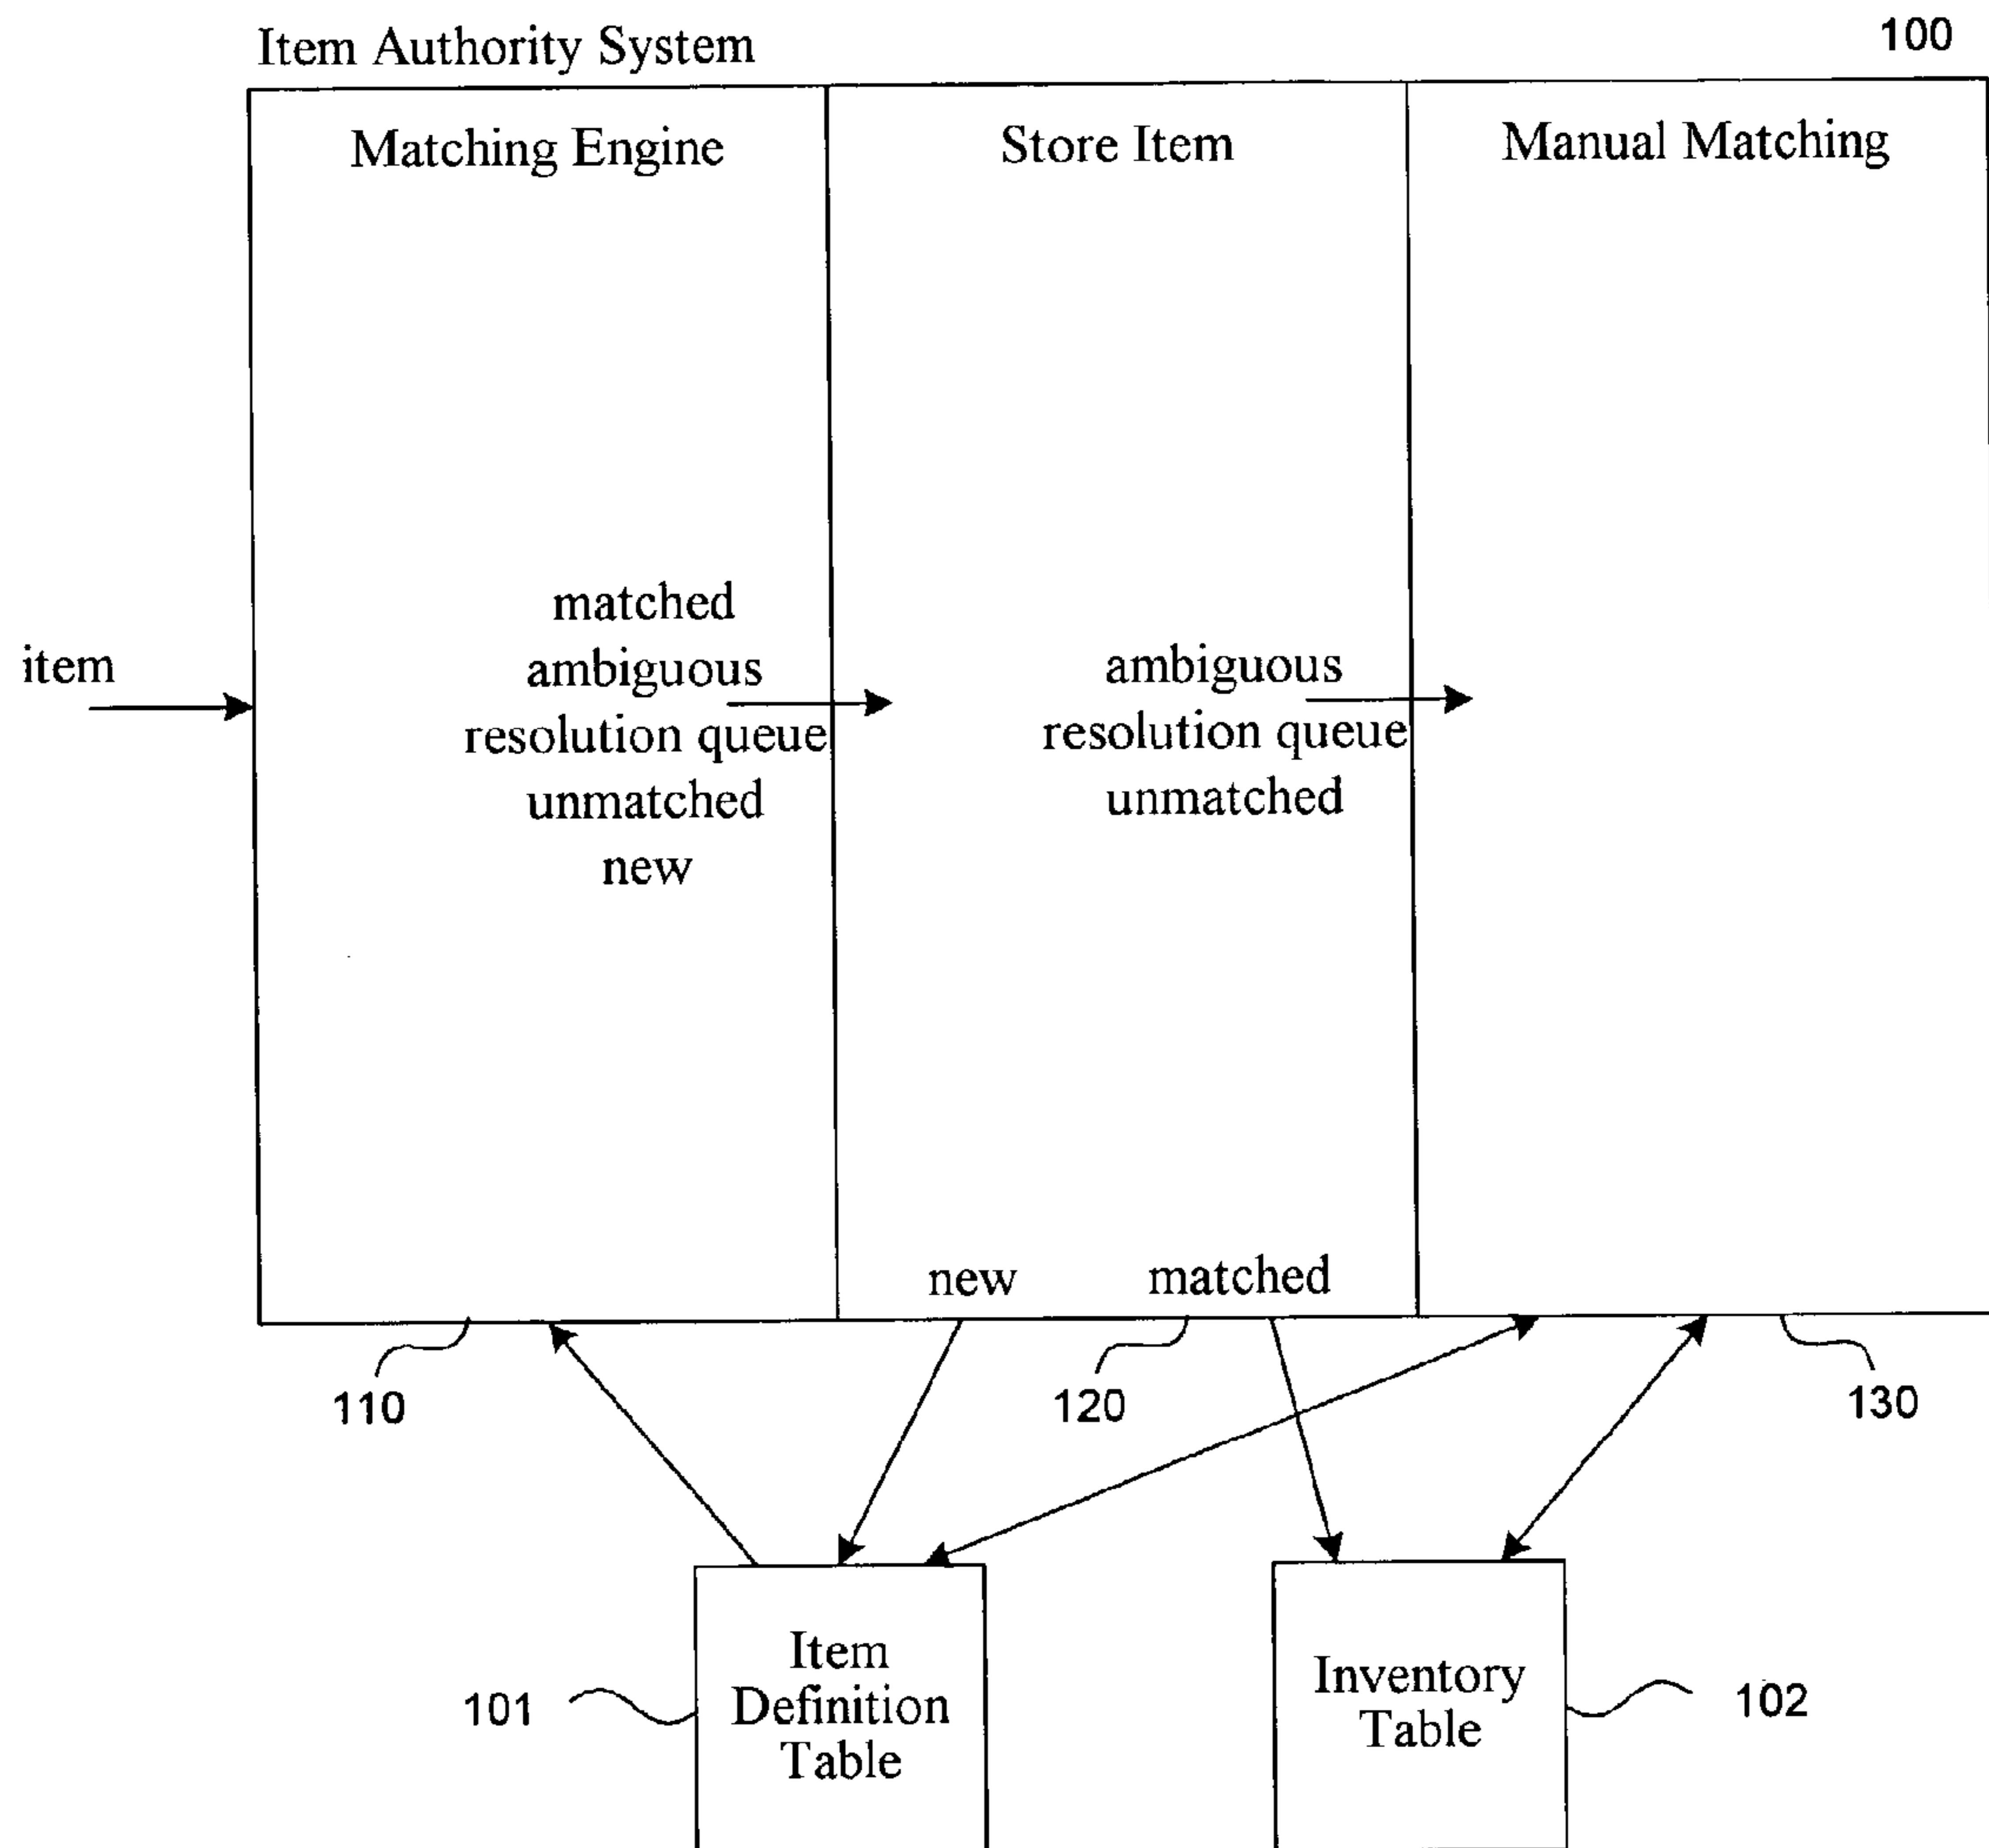 Item Authority System
100
Matching Engine
Store Item
Manual Matching
item
matched
ambiguous
resolution queue
unmatched
new
ambiguous
resolution queue
unmatched
new
matched
110
120
130
101
Item
Definition
Table
Inventory
Table
102